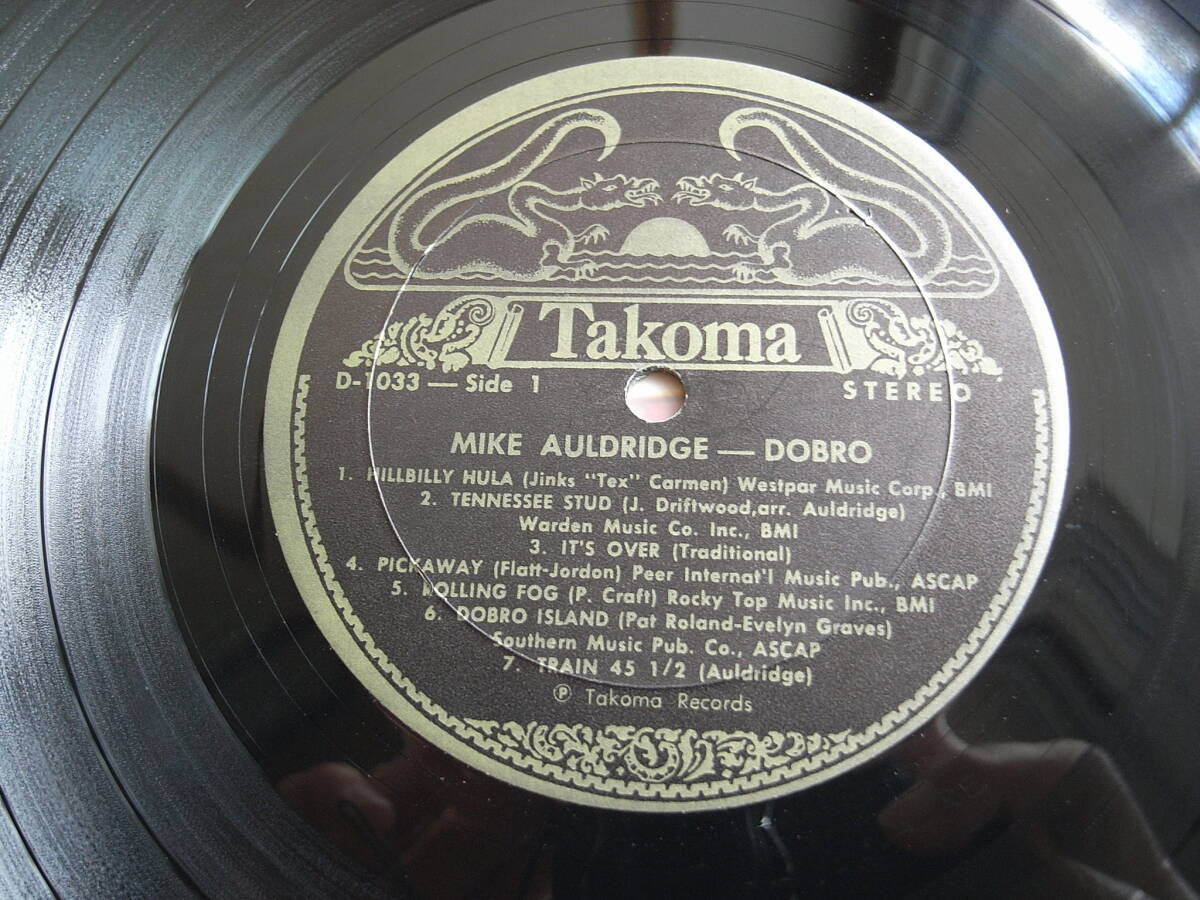 Takoma
D-1033 — Side 1
STEREO
MIKE AULDRIDGE — DOBRO
1. HILLBILLY HULA (Jinks "Tex" Carmen) Westpar Music Corp., BMI
2. TENNESSEE STUD (J. Driftwood,arr. Auldridge)
Warden Music Co. Inc., BMI
3. IT'S OVER (Traditional)
4. PICKAWAY (Flatt-Jordon) Peer Internat'l Music Pub., ASCAP
5. ROLLING FOG (P. Craft) Rocky Top Music Inc., BMI
6. DOBRO ISLAND (Pat Roland-Evelyn Graves)
Southern Music Pub. Co., ASCAP
7. TRAIN 45 1/2 (Auldridge)
℗ Takoma Records